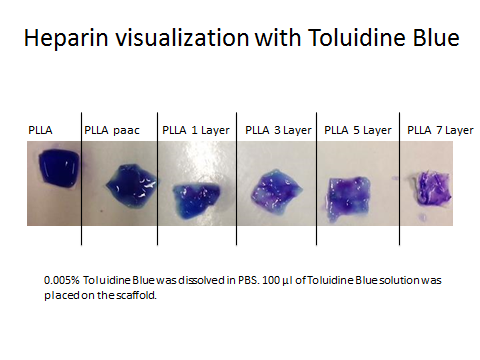 Heparin visualization with Toluidine Blue
PLLA PLLA paac PLLA 1 Layer PLLA 3 Layer PLLA 5 Layer PLLA 7 Layer
0.005% Toluidine Blue was dissolved in PBS. 100 µl of Toluidine Blue solution was
placed on the scaffold.